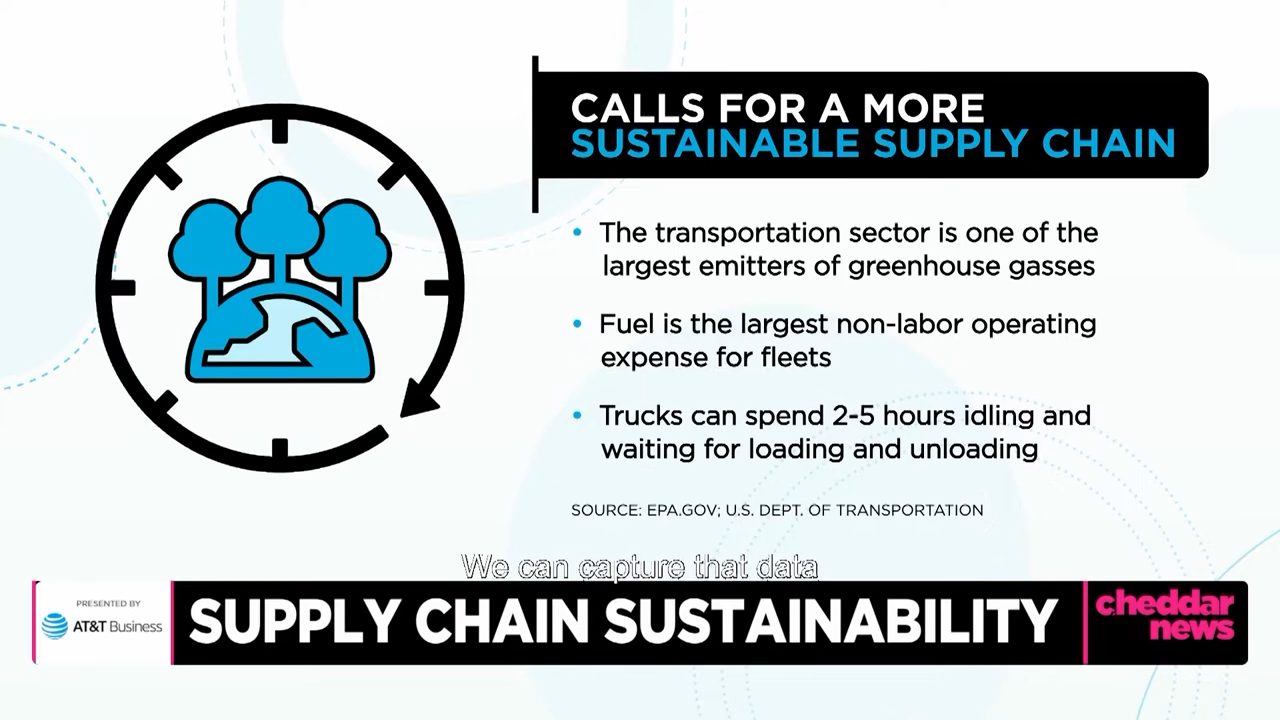 CALLS FOR A MORE
SUSTAINABLE SUPPLY CHAIN
• The transportation sector is one of the
largest emitters of greenhouse gasses
• Fuel is the largest non-labor operating
expense for fleets
• Trucks can spend 2-5 hours idling and
waiting for loading and unloading
SOURCE: EPA.GOV; U.S. DEPT. OF TRANSPORTATION
We can capture that data
PRESENTED BY
AT&T Business
SUPPLY CHAIN SUSTAINABILITY
cheddar
news